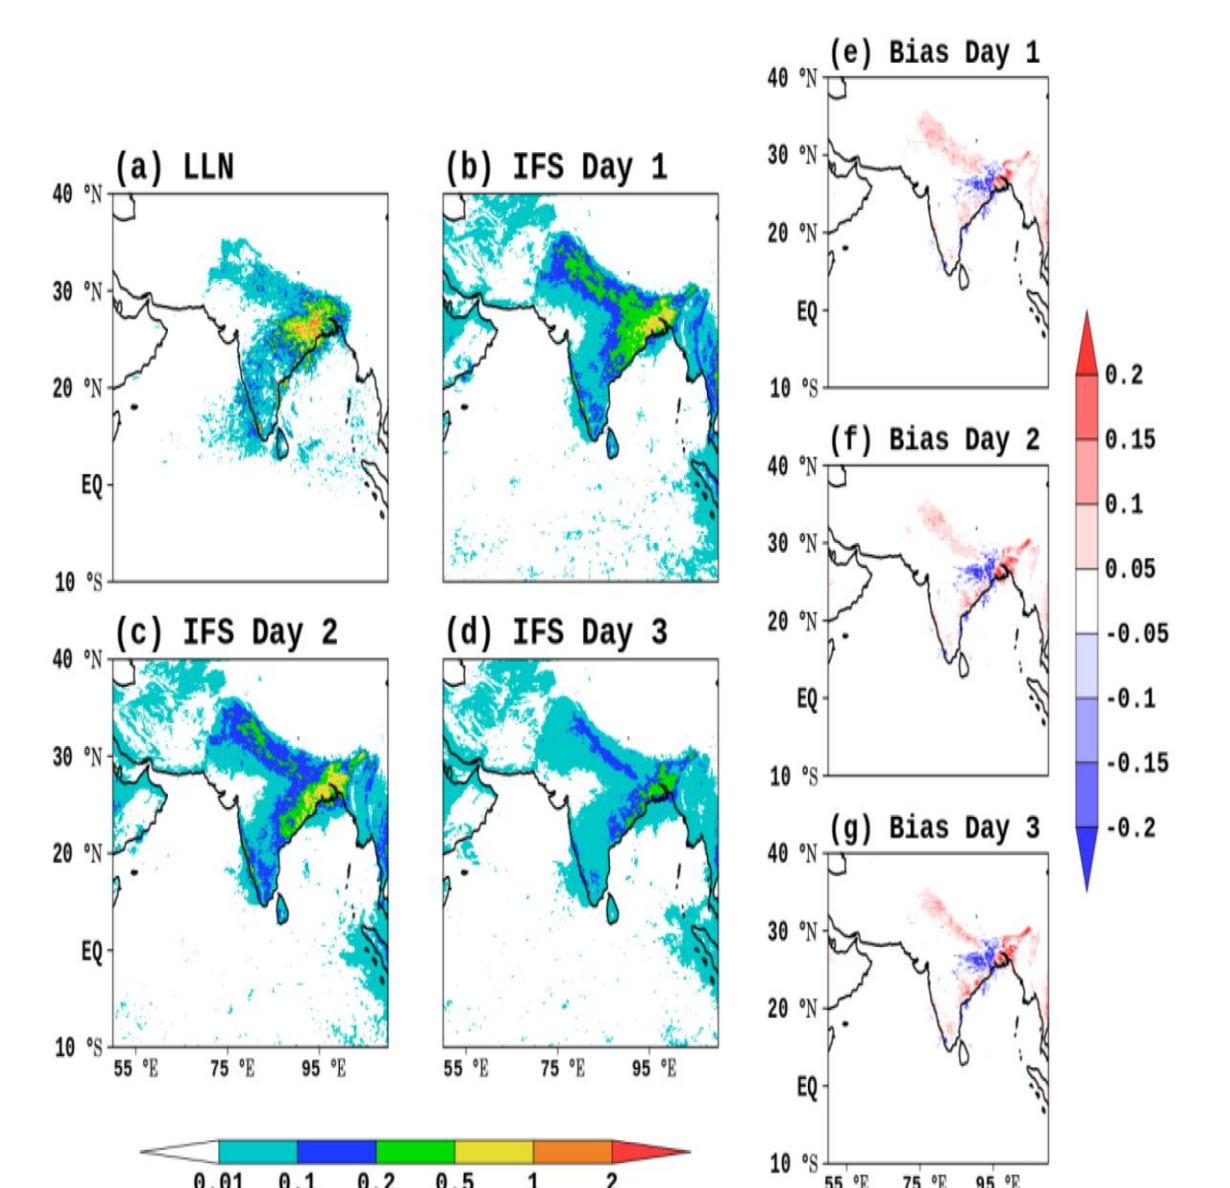 (e) Bias Day 1
40 °N
30 °N
20 °N
EQ
10 °S
(a) LLN
(b) IFS Day 1
40 °N
30 °N
20 °N
EQ
10 °S
0.2
0.15
0.1
0.05
-0.05
-0.1
-0.15
-0.2
(f) Bias Day 2
40 °N
30 °N
20 °N
EQ
10 °S
(c) IFS Day 2
(d) IFS Day 3
40 °N
30 °N
20 °N
EQ
10 °S
55 °E 75 °E 95 °E
55 °E 75 °E 95 °E
(g) Bias Day 3
40 °N
30 °N
20 °N
EQ
10 °S
55 °E 75 °E 95 °E
0.01 0.1 0.2 0.5 1 2